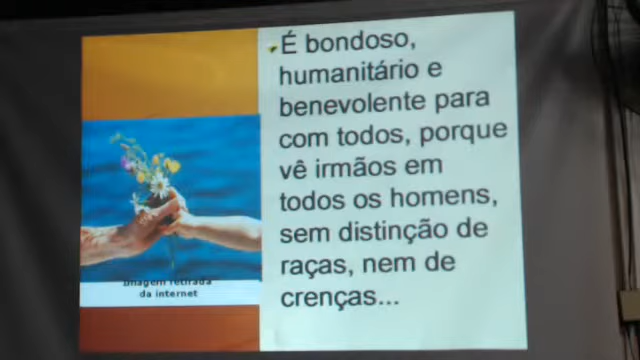 É bondoso,
humanitário e
benevolente para
com todos, porque
vê irmãos em
todos os homens,
sem distinção de
raças, nem de
crenças...
Imagem retirada
da internet